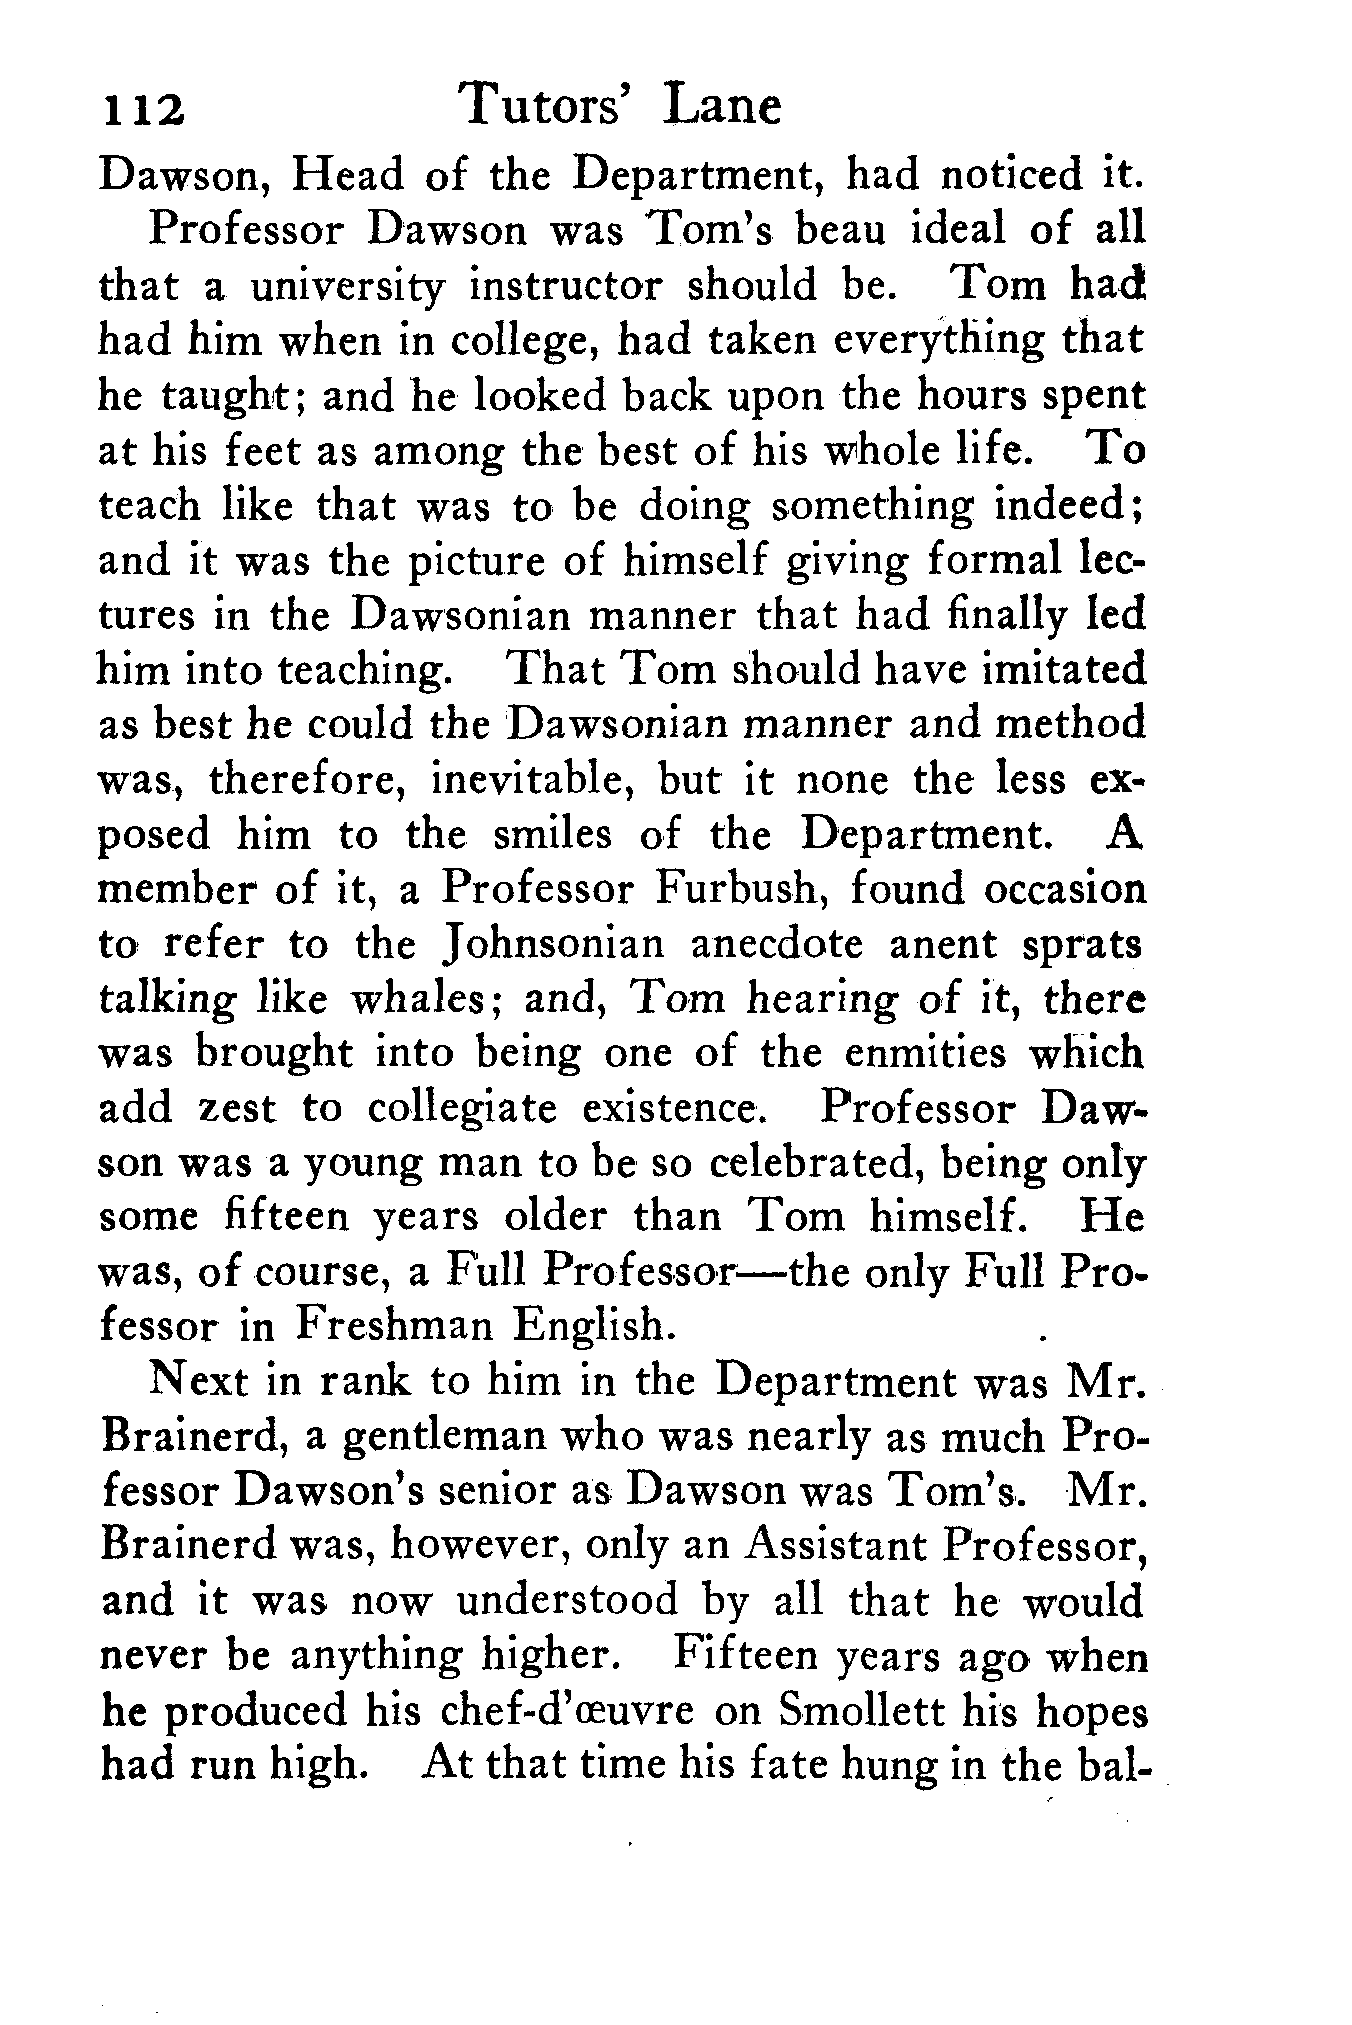 112 Tutors' Lane
Dawson, Head of the Department, had noticed it.
Professor Dawson was Tom's beau ideal of all
that a university instructor should be. Tom had
had him when in college, had taken everything that
he taught; and he looked back upon the hours spent
at his feet as among the best of his whole life. To
teach like that was to be doing something indeed;
and it was the picture of himself giving formal lec-
tures in the Dawsonian manner that had finally led
him into teaching. That Tom should have imitated
as best he could the Dawsonian manner and method
was, therefore, inevitable, but it none the less ex-
posed him to the smiles of the Department. A
member of it, a Professor Furbush, found occasion
to refer to the Johnsonian anecdote anent sprats
talking like whales; and, Tom hearing of it, there
was brought into being one of the enmities which
add zest to collegiate existence. Professor Daw-
son was a young man to be so celebrated, being only
some fifteen years older than Tom himself. He
was, of course, a Full Professor—the only Full Pro-
fessor in Freshman English.
Next in rank to him in the Department was Mr.
Brainerd, a gentleman who was nearly as much Pro-
fessor Dawson's senior as Dawson was Tom's. Mr.
Brainerd was, however, only an Assistant Professor,
and it was now understood by all that he would
never be anything higher. Fifteen years ago when
he produced his chef-d'œuvre on Smollett his hopes
had run high. At that time his fate hung in the bal-